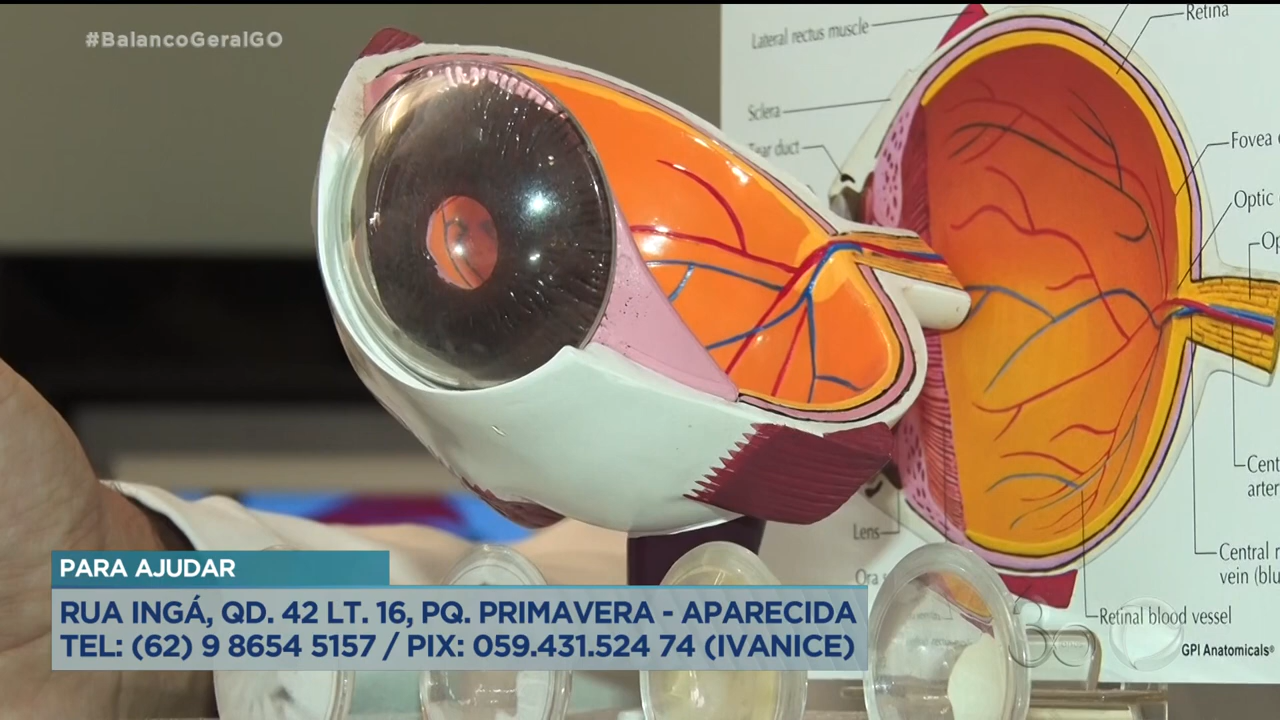 #BalancoGeralGO
Lateral rectus muscle
Retina
Sclera
Tear duct
Fovea
Optic
Lens
Ora
Central
vein
Retinal blood vessel
GPI Anatomicals®
PARA AJUDAR
RUA INGÁ, QD. 42 LT. 16, PQ. PRIMAVERA - APARECIDA
TEL: (62) 9 8654 5157 / PIX: 059.431.524 74 (IVANICE)